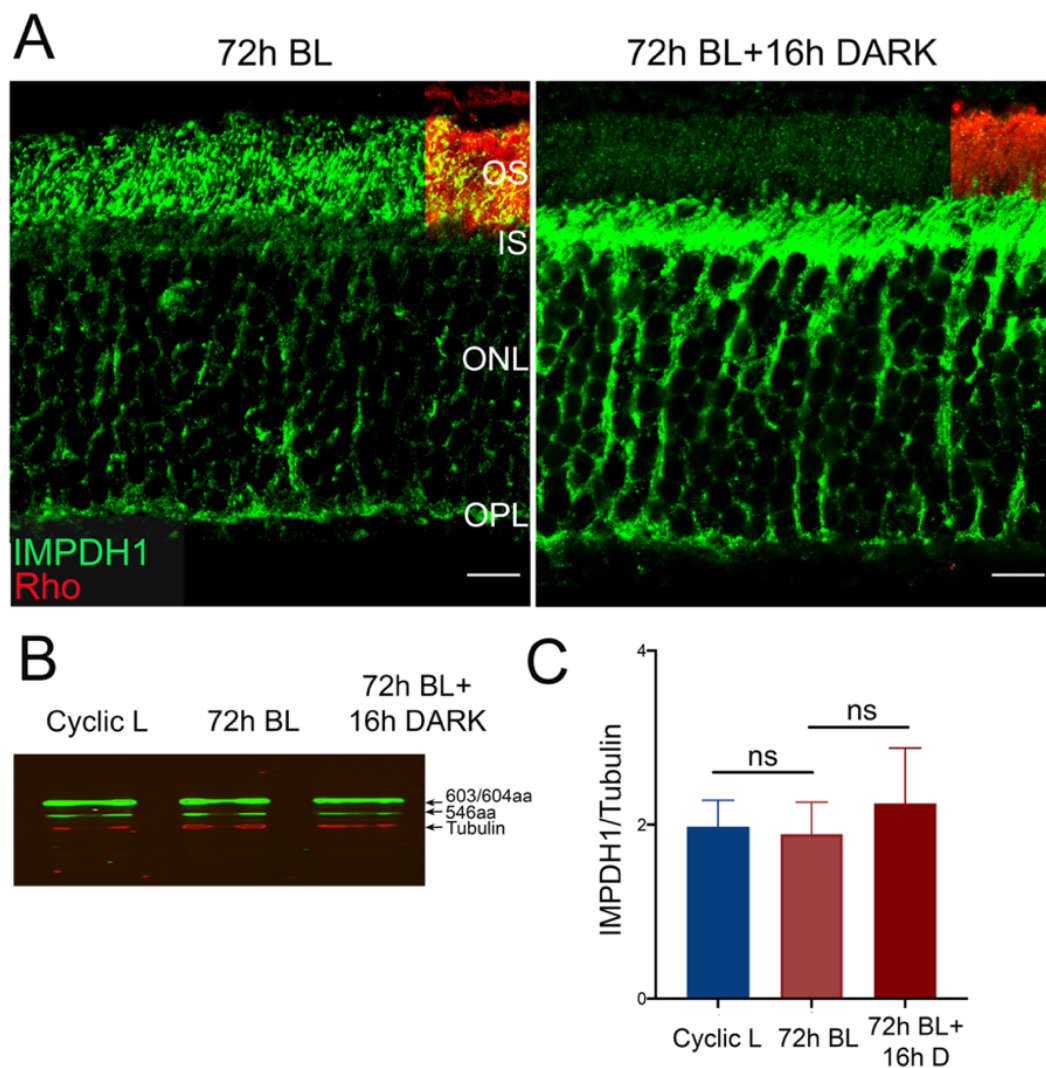 A
72h BL
72h BL+16h DARK
OS
IS
ONL
OPL
IMPDH1
Rho
B
Cyclic L
72h BL
72h BL+
16h DARK
603/604aa
546aa
Tubulin
C
IMPDH1/Tubulin
4
2
0
ns
ns
Cyclic L
72h BL
72h BL+
16h D